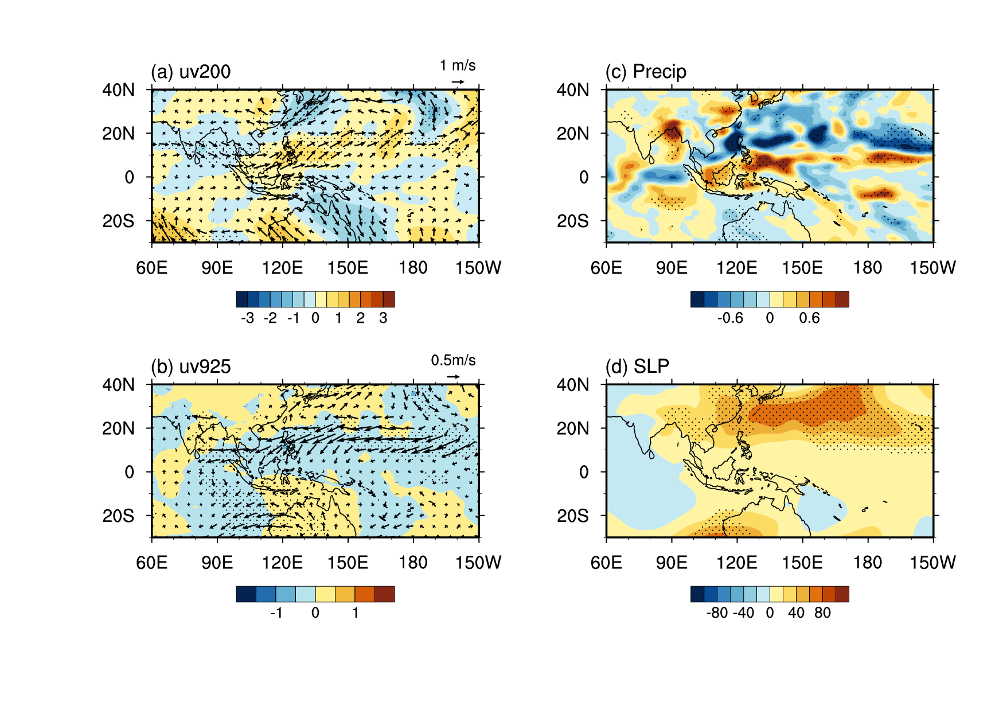 (a) uv200
1 m/s
40N
20N
0
20S
60E 90E 120E 150E 180 150W
-3 -2 -1 0 1 2 3
(c) Precip
40N
20N
0
20S
60E 90E 120E 150E 180 150W
-0.6 0 0.6
(b) uv925
0.5m/s
40N
20N
0
20S
60E 90E 120E 150E 180 150W
-1 0 1
(d) SLP
40N
20N
0
20S
60E 90E 120E 150E 180 150W
-80 -40 0 40 80